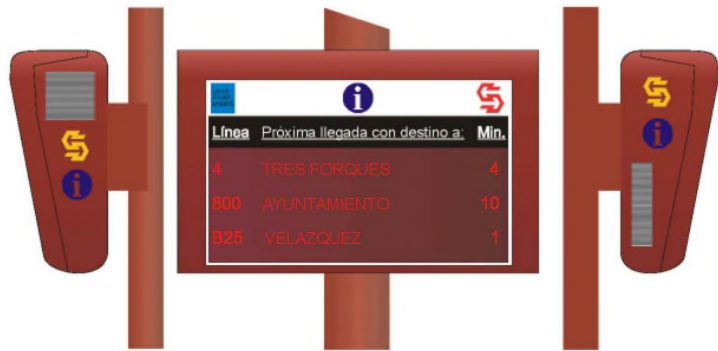 i
Línea Próxima llegada con destino a: Min.
4 TRES FORQUES 4
800 AYUNTAMIENTO 10
B25 VELAZQUEZ 1
i
i